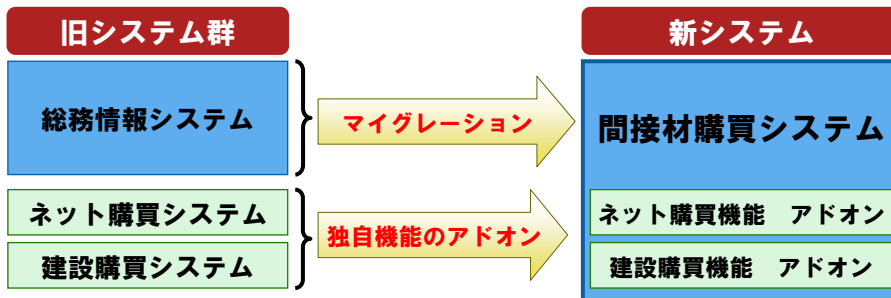 旧システム群
新システム
総務情報システム
マイグレーション
間接材購買システム
ネット購買システム
建設購買システム
独自機能のアドオン
ネット購買機能　アドオン
建設購買機能　アドオン